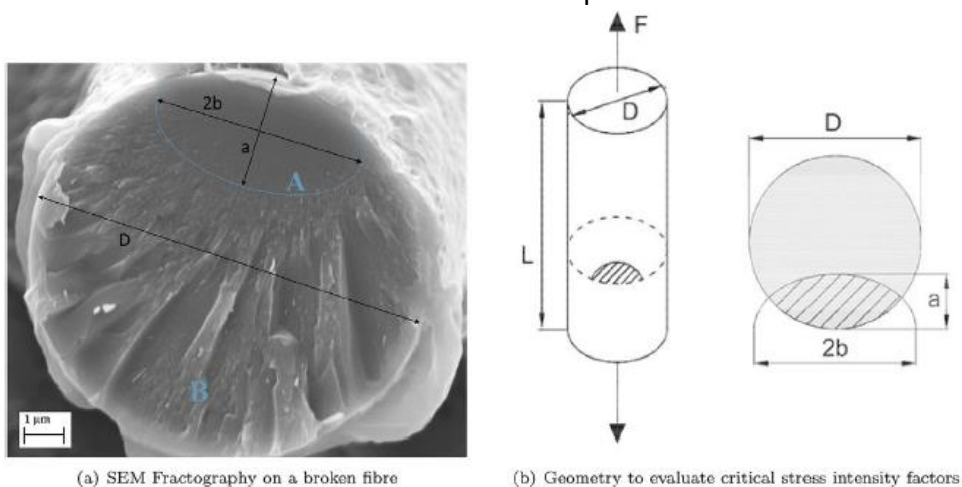 2b
a
A
D
B
1 μm
F
D
L
D
a
2b
(a) SEM Fractography on a broken fibre
(b) Geometry to evaluate critical stress intensity factors